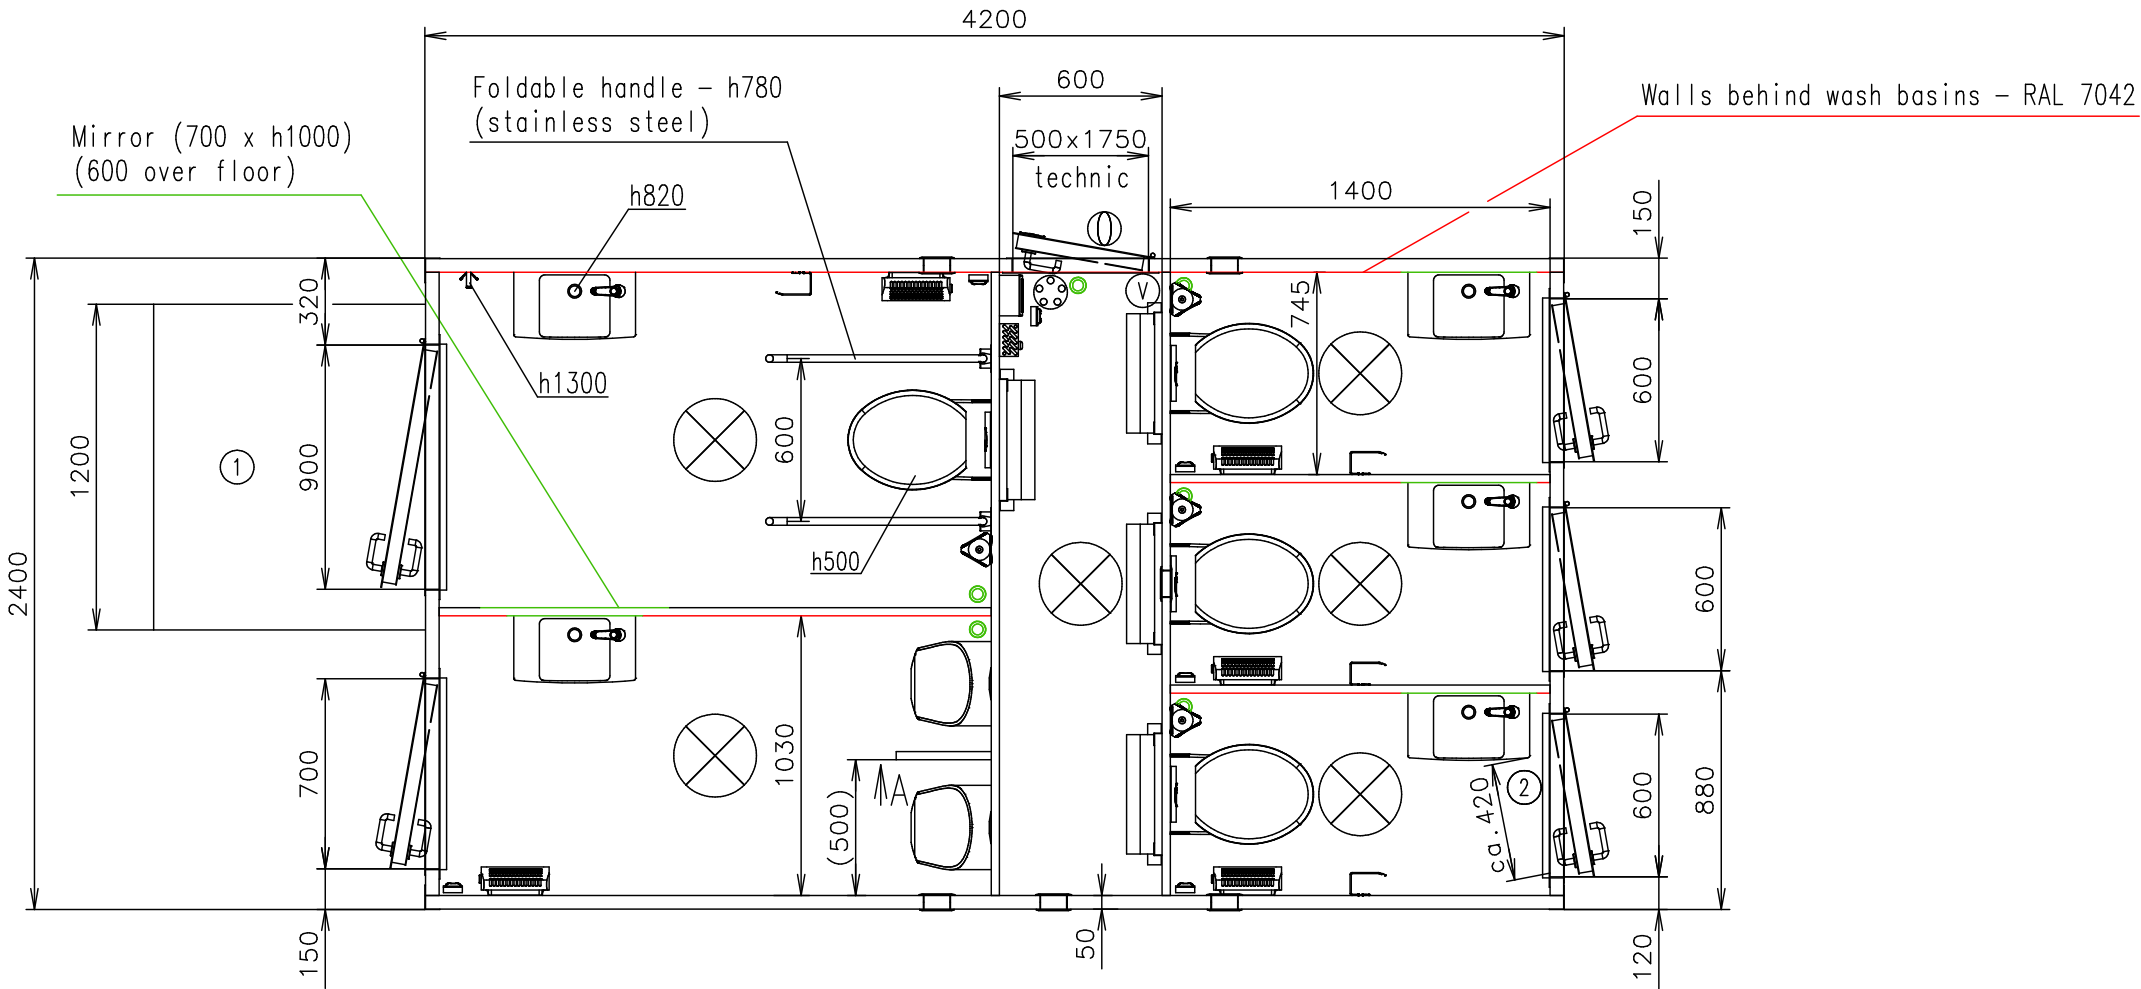 4200
Foldable handle – h780
(stainless steel)
600
Walls behind wash basins – RAL 7042
Mirror (700 x h1000)
(600 over floor)
500x1750
technic
h820
1400
150
320
V
745
h1300
600
600
1200
1
900
h500
2400
600
700
1030
(500)
A
ca.420
2
600
880
150
50
120